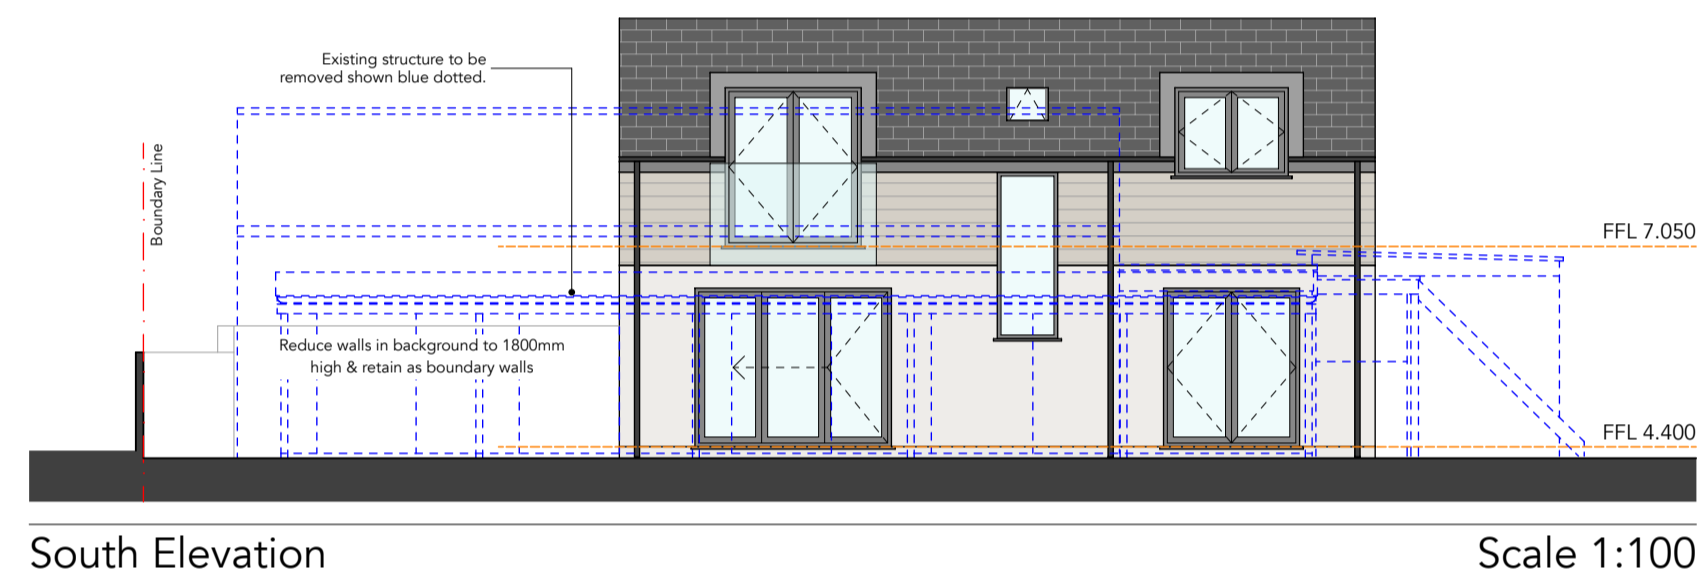 Existing structure to be
removed shown blue dotted.
Boundary Line
FFL 7.050
Reduce walls in background to 1800mm
high & retain as boundary walls
FFL 4.400
South Elevation
Scale 1:100